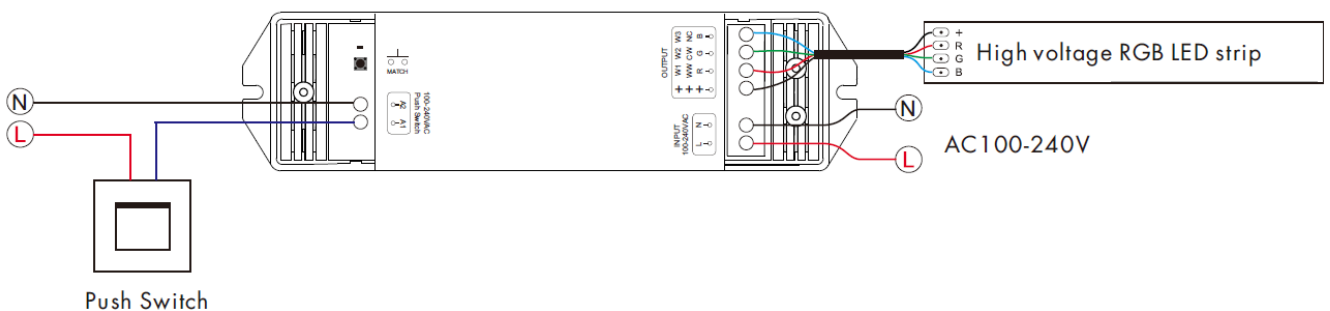 N
L
Push Switch
MATCH
100-240VAC
Push Switch
A2
A1
OUTPUT
W3 NC B
W2 CW G
W1 WW R
+ + +
INPUT
100-240VAC
N
L
+
R
G
B
High voltage RGB LED strip
N
L
AC100-240V